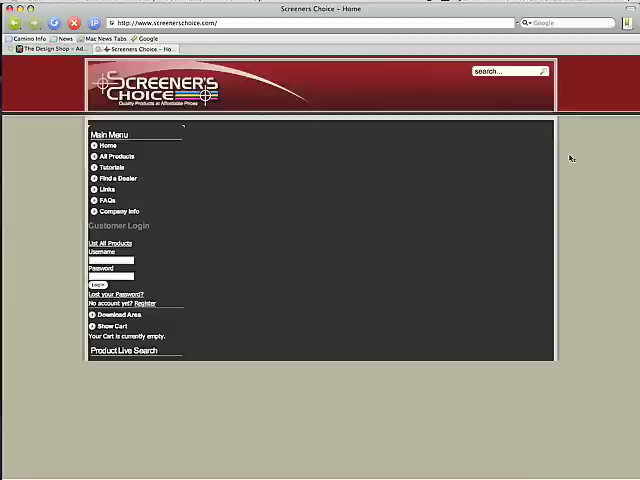 Screeners Choice - Home
http://www.screenerschoice.com/
Google
Camino Info
News
Mac News Tabs
Google
The Design Shop - Ad...
Screeners Choice - Ho...
SCREENER'S
CHOICE
Quality Products at Affordable Prices
search...
Main Menu
Home
All Products
Tutorials
Find a Dealer
Links
FAQs
Company Info
Customer Login
List All Products
Username
Password
Login
Lost your Password?
No account yet? Register
Download Area
Show Cart
Your Cart is currently empty.
Product Live Search